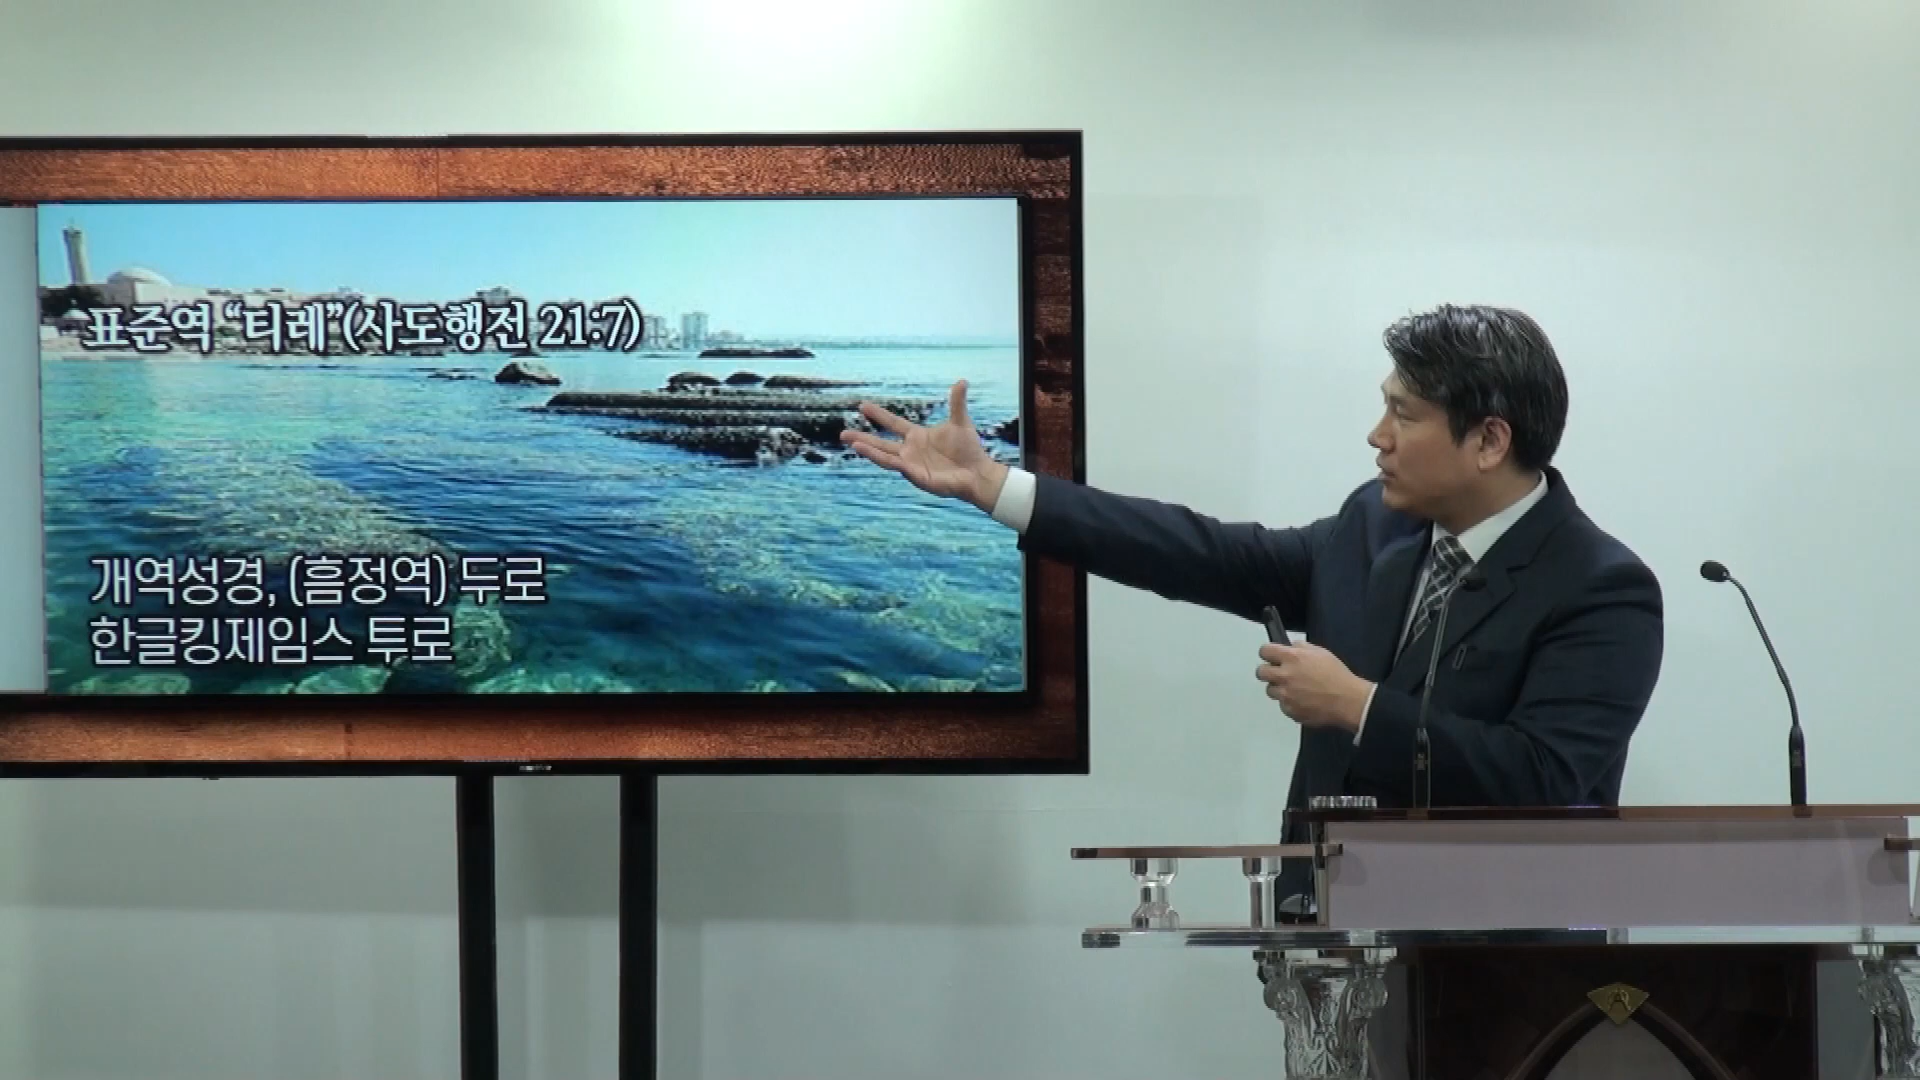 표준역 “티레”(사도행전 21:7)
개역성경, (흠정역) 두로
한글킹제임스 투로